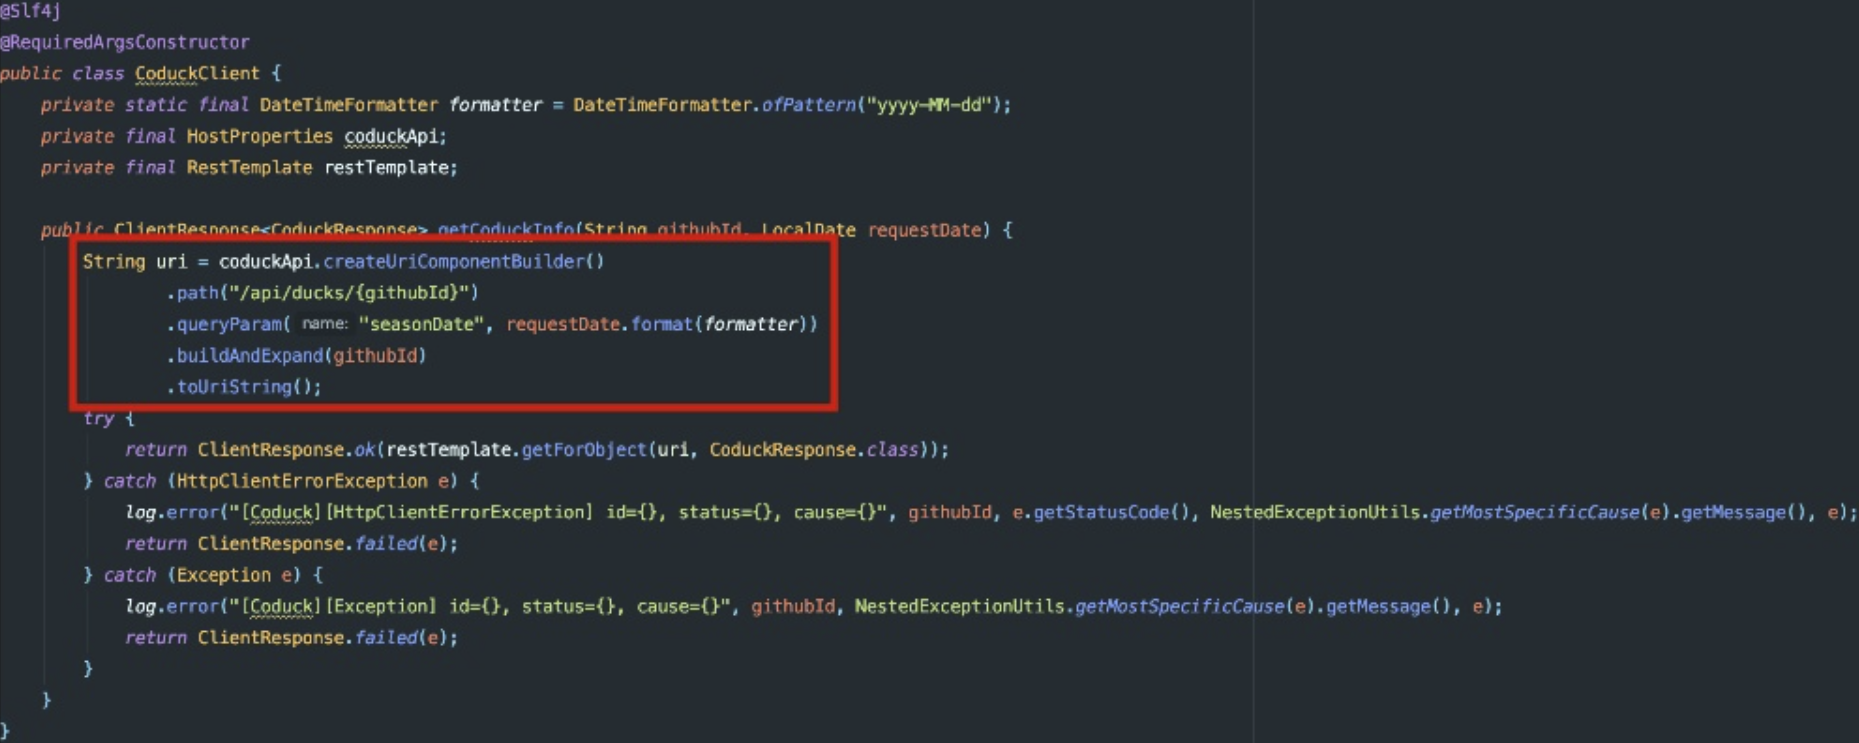 @Slf4j
@RequiredArgsConstructor
public class CoduckClient {
private static final DateTimeFormatter formatter = DateTimeFormatter.ofPattern("yyyy-MM-dd");
private final HostProperties coduckApi;
private final RestTemplate restTemplate;
public ClientResponse<CoduckResponse> getCoduckInfo(String githubId, LocalDate requestDate) {
String uri = coduckApi.createUriComponentBuilder()
.path("/api/ducks/{githubId}")
.queryParam( name: "seasonDate", requestDate.format(formatter))
.buildAndExpand(githubId)
.toUriString();
try {
return ClientResponse.ok(restTemplate.getForObject(uri, CoduckResponse.class));
} catch (HttpClientErrorException e) {
log.error("[Coduck][HttpClientErrorException] id={}, status={}, cause={}", githubId, e.getStatusCode(), NestedExceptionUtils.getMostSpecificCause(e).getMessage(), e);
return ClientResponse.failed(e);
} catch (Exception e) {
log.error("[Coduck][Exception] id={}, status={}, cause={}", githubId, NestedExceptionUtils.getMostSpecificCause(e).getMessage(), e);
return ClientResponse.failed(e);
}
}
}